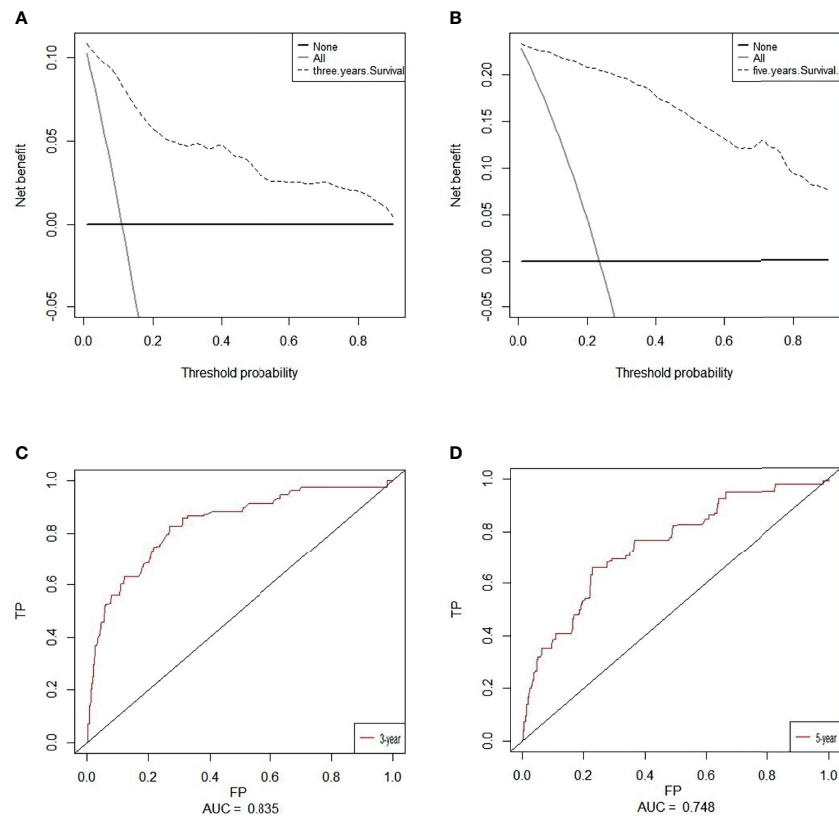 A
None
All
three.years.Survival
Net benefit
0.10
0.05
0.00
-0.05
0.0 0.2 0.4 0.6 0.8
Threshold probability
B
None
All
five.years.Survival.
Net benefit
0.20
0.15
0.10
0.05
0.00
-0.05
0.0 0.2 0.4 0.6 0.8
Threshold probability
C
TP
1.0
0.8
0.6
0.4
0.2
0.0
3-year
0.0 0.2 0.4 0.6 0.8 1.0
FP
AUC = 0.835
D
TP
1.0
0.8
0.6
0.4
0.2
0.0
5-year
0.0 0.2 0.4 0.6 0.8 1.0
FP
AUC = 0.748